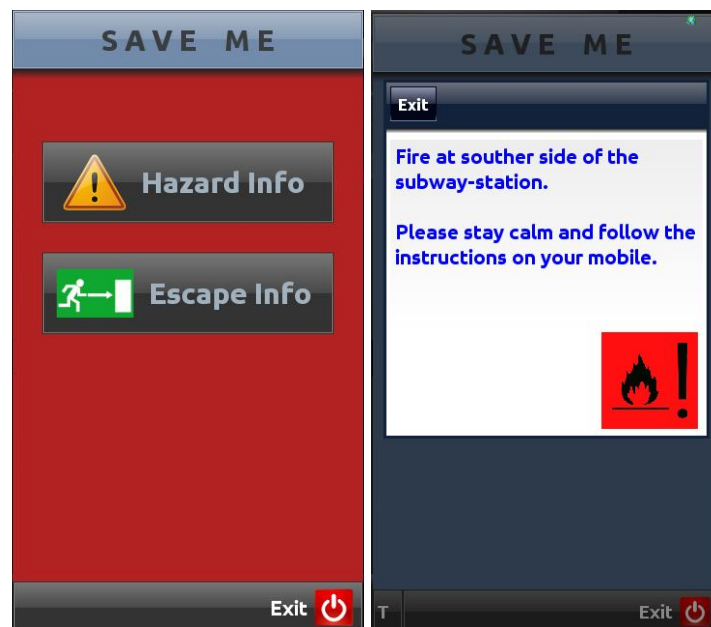 SAVE ME
Hazard Info
Escape Info
Exit
SAVE ME
Exit
Fire at souther side of the
subway-station.
Please stay calm and follow the
instructions on your mobile.
T
Exit